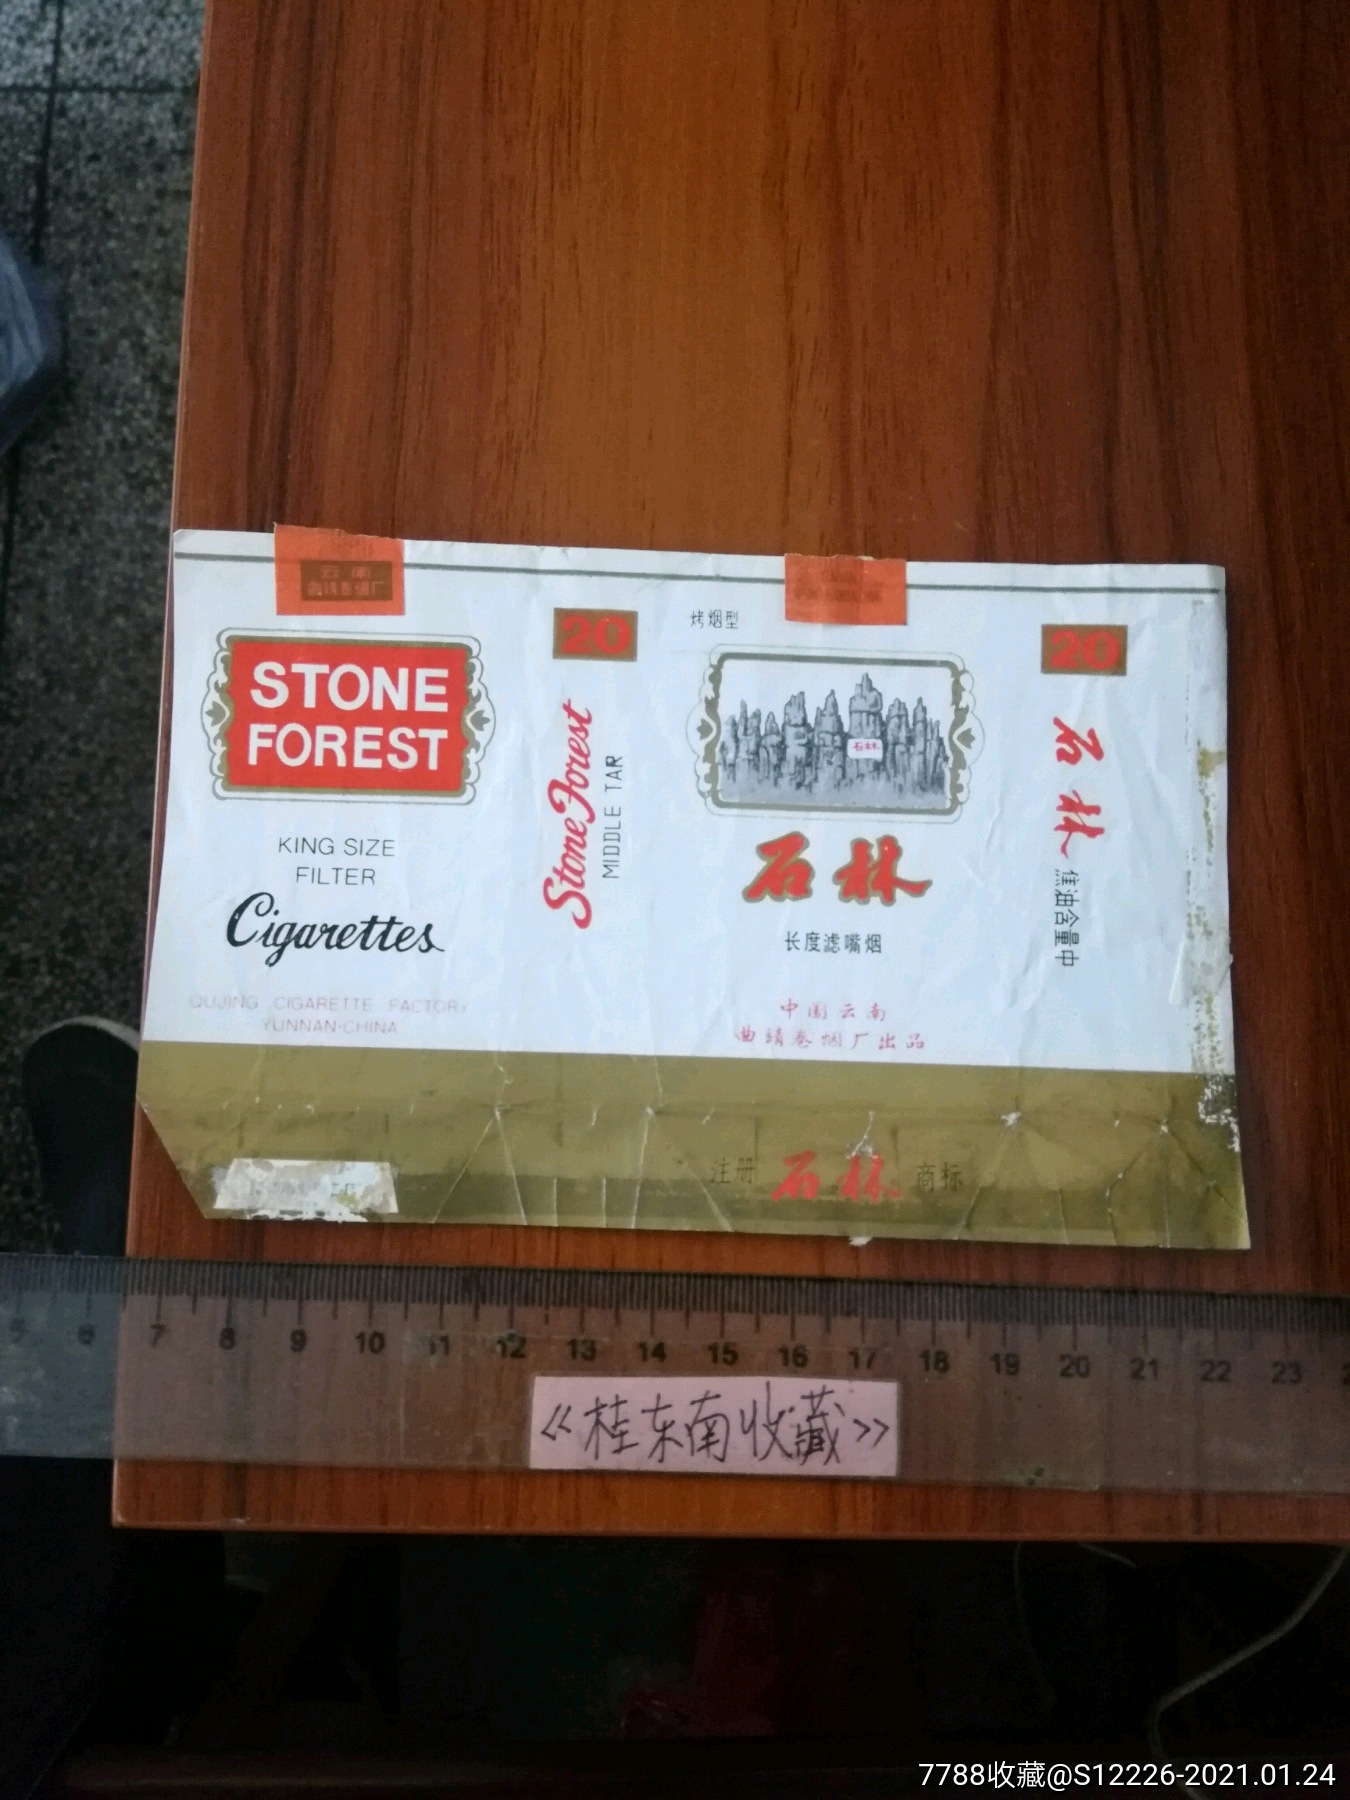 云南
曲靖卷烟厂
STONE
FOREST
KING SIZE
FILTER
Cigarettes
QUJING CIGARETTE FACTORY
YUNNAN·CHINA
20
Stone Forest
MIDDLE TAR
烤烟型
石林
石林
长度滤嘴烟
中国云南
曲靖卷烟厂出品
20
石林
焦油含量中
注册 石林 商标
5 6 7 8 9 10 11 12 13 14 15 16 17 18 19 20 21 22 23
《桂东南收藏》
7788收藏@S12226-2021.01.24